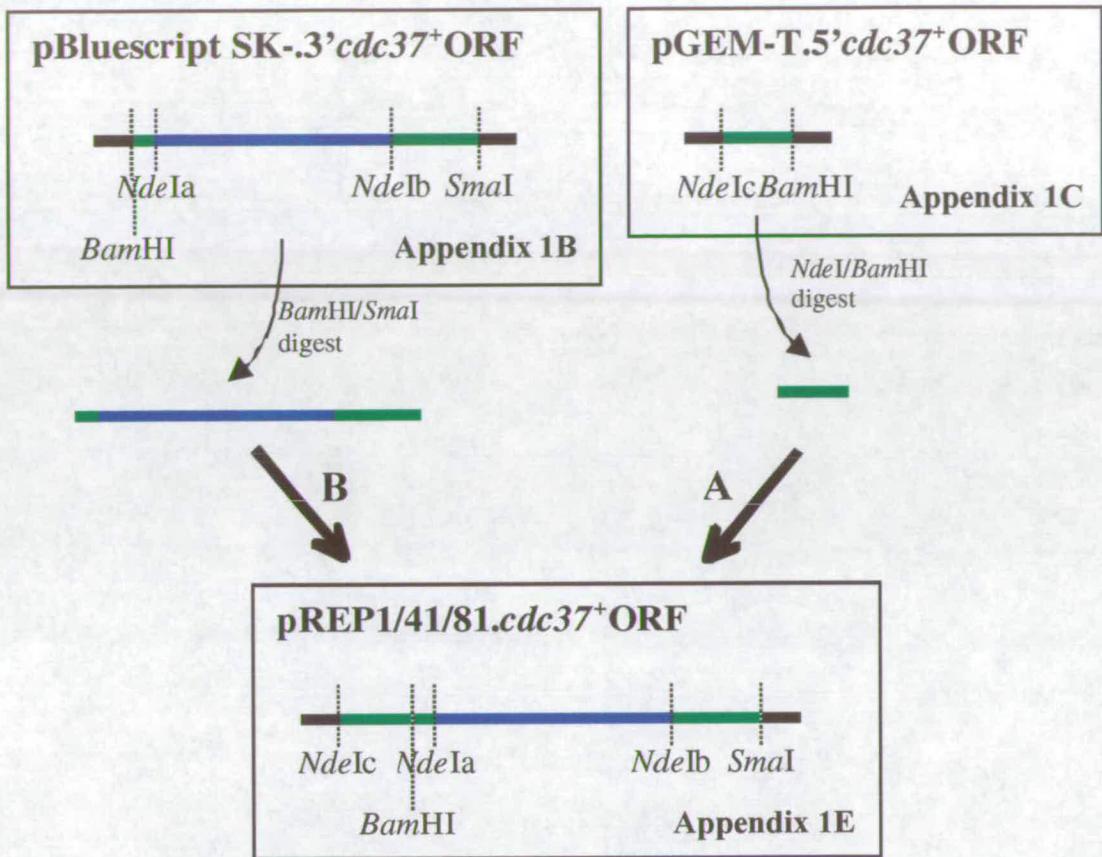 pBluescript SK-.3’cdc37⁺ORF
NdeIa
NdeIb
SmaI
BamHI
Appendix 1B
pGEM-T.5’cdc37⁺ORF
NdeIc
BamHI
Appendix 1C
BamHI/SmaI
digest
NdeI/BamHI
digest
B
A
pREP1/41/81.cdc37⁺ORF
NdeIc
NdeIa
NdeIb
SmaI
BamHI
Appendix 1E